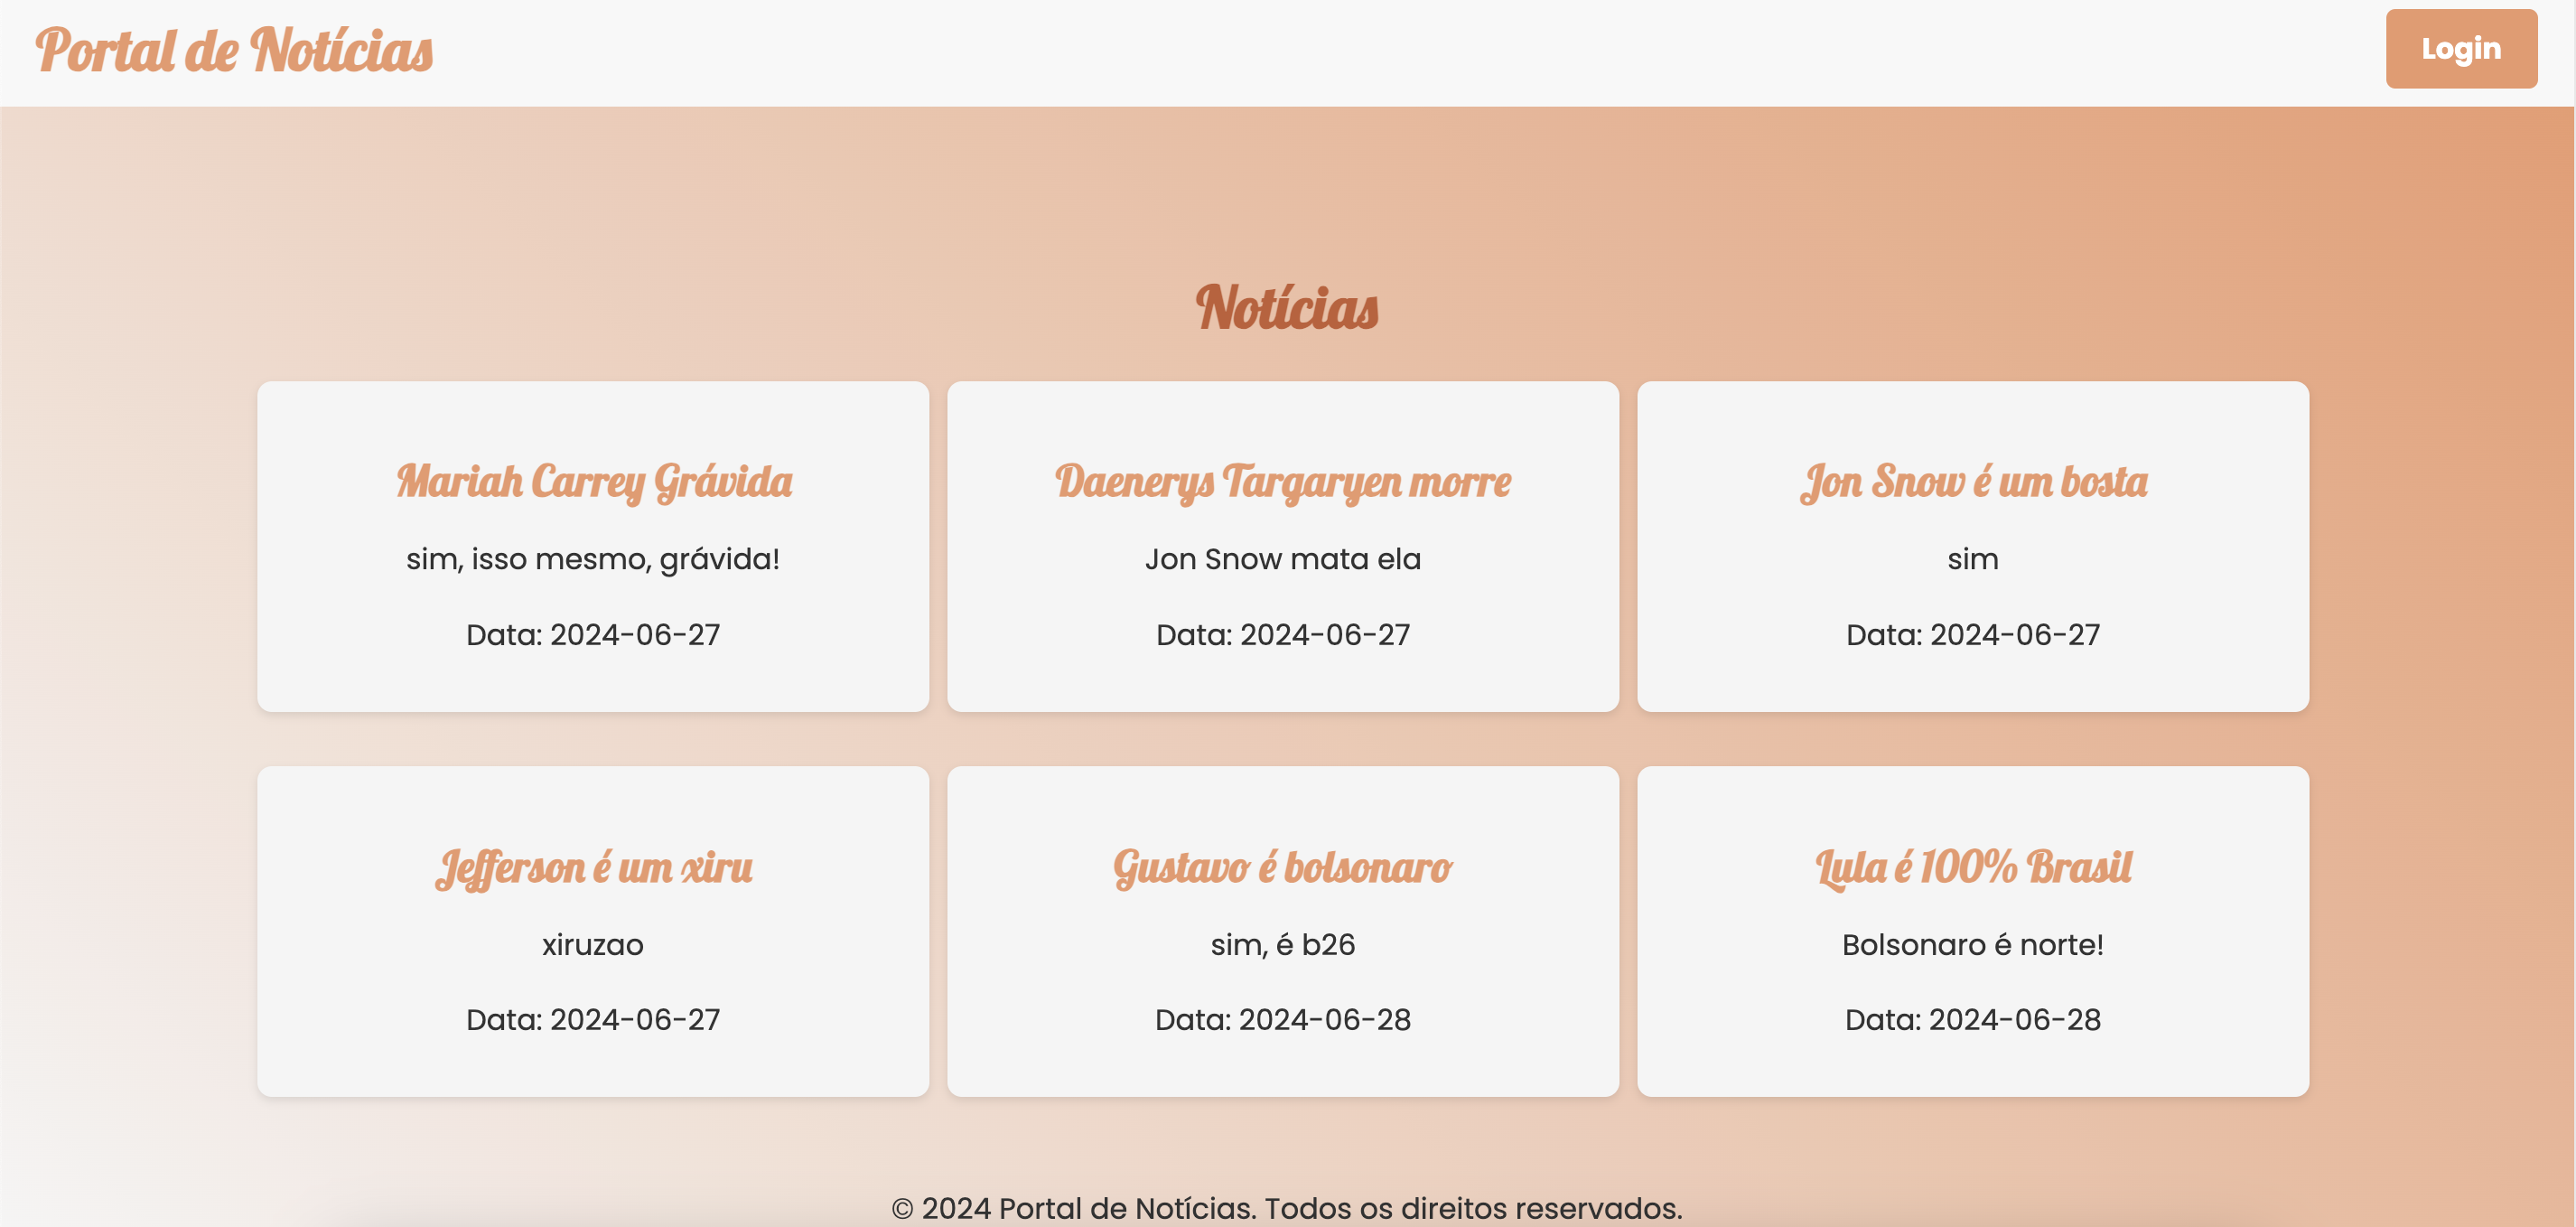 Portal de Notícias
Login
Notícias
Mariah Carrey Grávida
sim, isso mesmo, grávida!
Data: 2024-06-27
Daenerys Targaryen morre
Jon Snow mata ela
Data: 2024-06-27
Jon Snow é um bosta
sim
Data: 2024-06-27
Jefferson é um xiru
xiruzao
Data: 2024-06-27
Gustavo é bolsonaro
sim, é b26
Data: 2024-06-28
Lula é 100% Brasil
Bolsonaro é norte!
Data: 2024-06-28
© 2024 Portal de Notícias. Todos os direitos reservados.